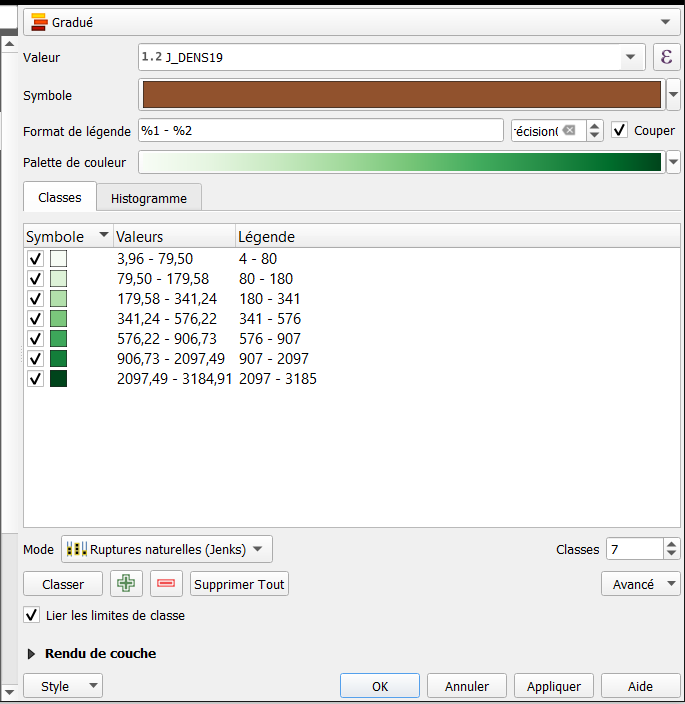 Gradué
Valeur 1.2 J_DENS19 ε
Symbole
Format de légende %1 - %2 écision( Couper
Palette de couleur
Classes Histogramme
Symbole Valeurs Légende
3,96 - 79,50 4 - 80
79,50 - 179,58 80 - 180
179,58 - 341,24 180 - 341
341,24 - 576,22 341 - 576
576,22 - 906,73 576 - 907
906,73 - 2097,49 907 - 2097
2097,49 - 3184,91 2097 - 3185
Mode Ruptures naturelles (Jenks) Classes 7
Classer Supprimer Tout Avancé
Lier les limites de classe
Rendu de couche
Style OK Annuler Appliquer Aide